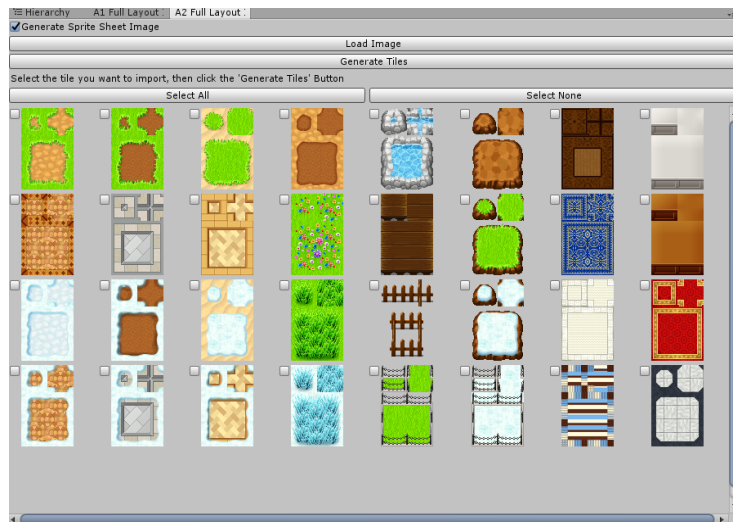 Hierarchy A1 Full Layout : A2 Full Layout :
Generate Sprite Sheet Image
Load Image
Generate Tiles
Select the tile you want to import, then click the 'Generate Tiles' Button
Select All Select None